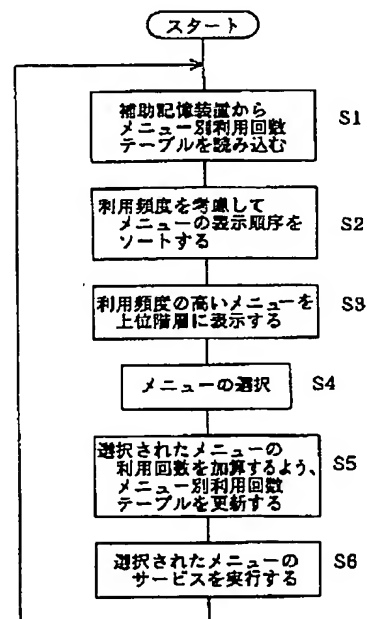 スタート
補助記憶装置から
メニュー別利用回数
テーブルを読み込む
S1
利用頻度を考慮して
メニューの表示順序を
ソートする
S2
利用頻度の高いメニューを
上位階層に表示する
S3
メニューの選択
S4
選択されたメニューの
利用回数を加算するよう、
メニュー別利用回数
テーブルを更新する
S5
選択されたメニューの
サービスを実行する
S6